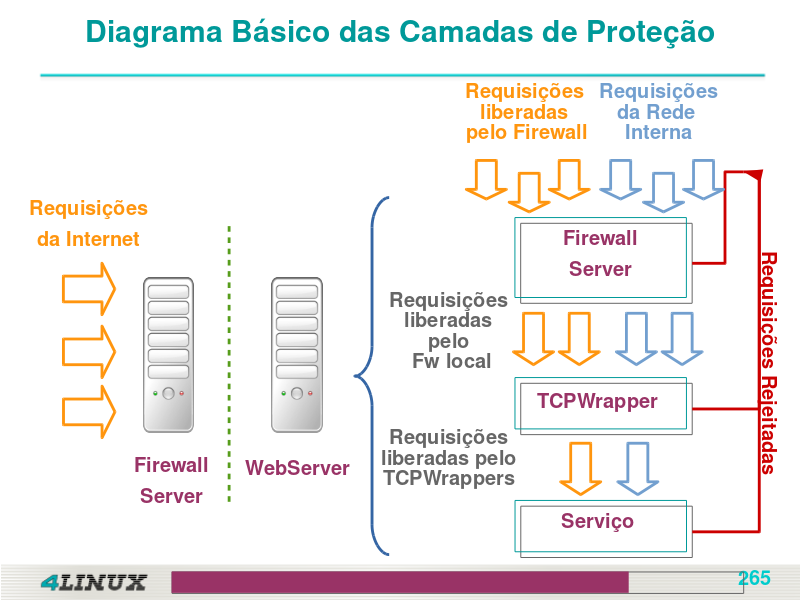 Diagrama Básico das Camadas de Proteção
Requisições
liberadas
pelo Firewall
Requisições
da Rede
Interna
Requisições
da Internet
Firewall
Server
WebServer
Firewall
Server
Requisições
liberadas
pelo
Fw local
TCPWrapper
Requisições
liberadas pelo
TCPWrappers
Serviço
Requisições Rejeitadas
4LINUX
265